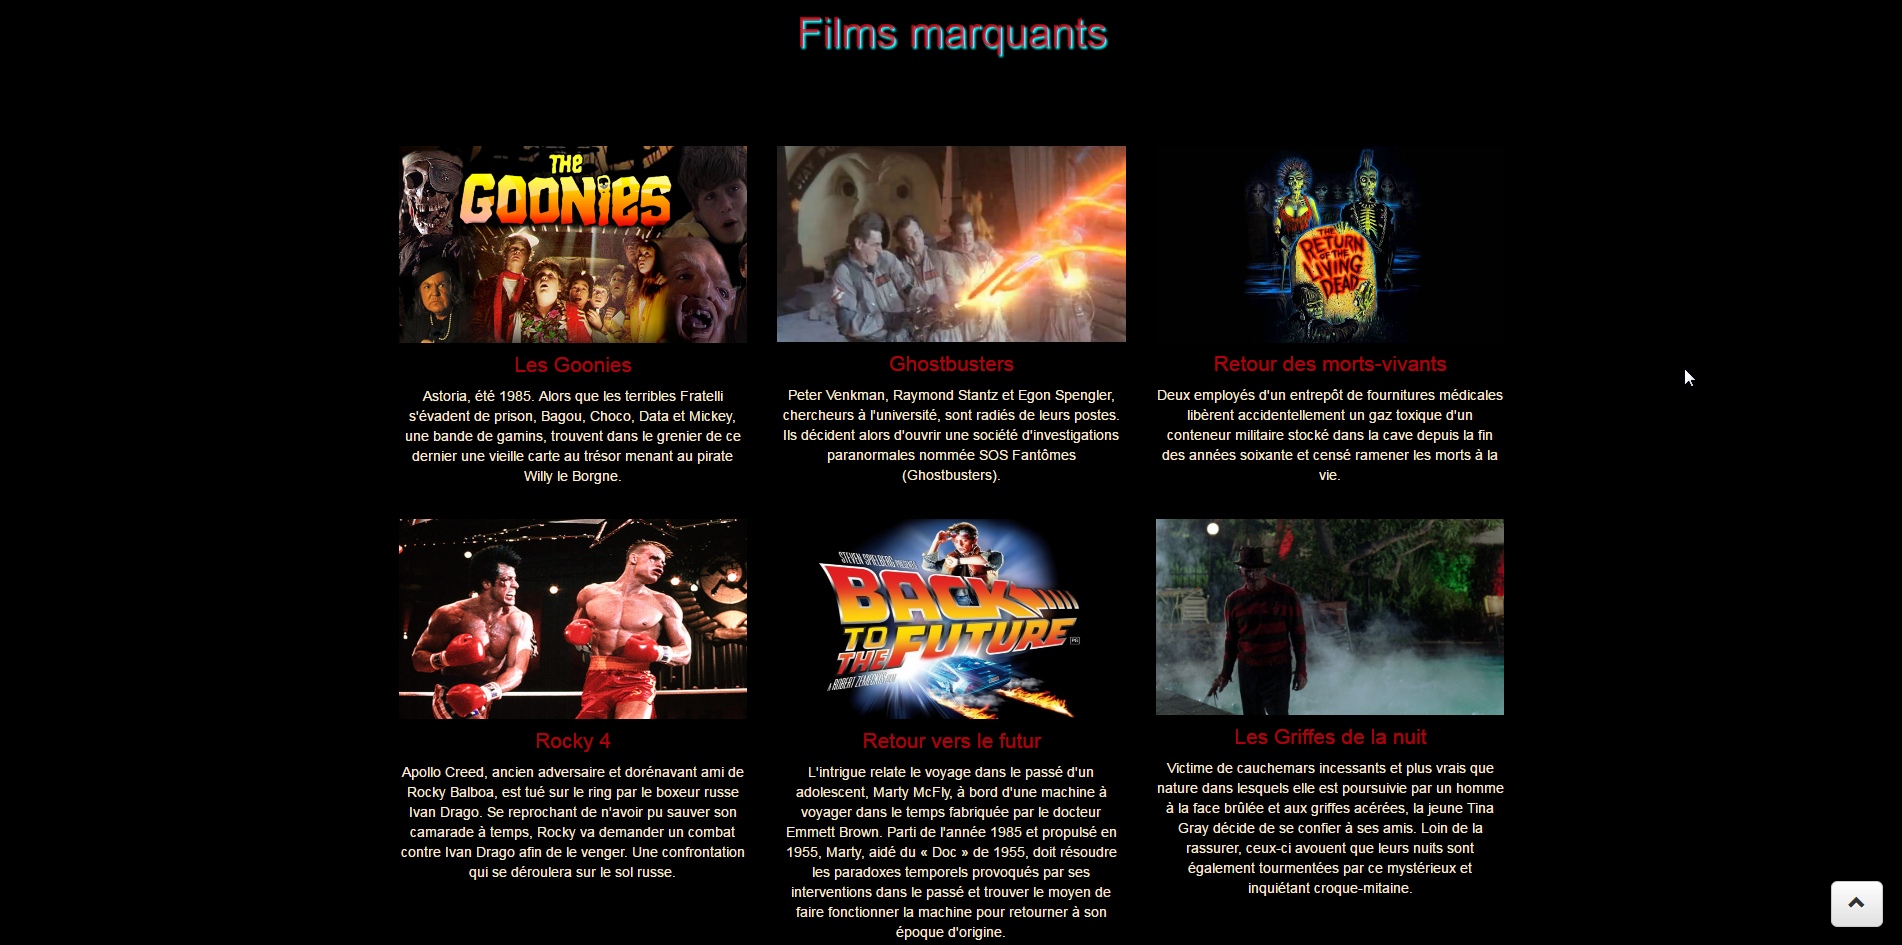 Films marquants
THE
GOONIES
THE
RETURN
OF THE
LIVING
DEAD
Les Goonies
Ghostbusters
Retour des morts-vivants
Astoria, été 1985. Alors que les terribles Fratelli
s'évadent de prison, Bagou, Choco, Data et Mickey,
une bande de gamins, trouvent dans le grenier de ce
dernier une vieille carte au trésor menant au pirate
Willy le Borgne.
Peter Venkman, Raymond Stantz et Egon Spengler,
chercheurs à l'université, sont radiés de leurs postes.
Ils décident alors d'ouvrir une société d'investigations
paranormales nommée SOS Fantômes
(Ghostbusters).
Deux employés d'un entrepôt de fournitures médicales
libèrent accidentellement un gaz toxique d'un
conteneur militaire stocké dans la cave depuis la fin
des années soixante et censé ramener les morts à la
vie.
STEVEN SPIELBERG PRESENTS
BACK
TO
THE FUTURE
PG
A ROBERT ZEMECKIS FILM
Rocky 4
Retour vers le futur
Les Griffes de la nuit
Apollo Creed, ancien adversaire et dorénavant ami de
Rocky Balboa, est tué sur le ring par le boxeur russe
Ivan Drago. Se reprochant de n'avoir pu sauver son
camarade à temps, Rocky va demander un combat
contre Ivan Drago afin de le venger. Une confrontation
qui se déroulera sur le sol russe.
L'intrigue relate le voyage dans le passé d'un
adolescent, Marty McFly, à bord d'une machine à
voyager dans le temps fabriquée par le docteur
Emmett Brown. Parti de l'année 1985 et propulsé en
1955, Marty, aidé du « Doc » de 1955, doit résoudre
les paradoxes temporels provoqués par ses
interventions dans le passé et trouver le moyen de
faire fonctionner la machine pour retourner à son
époque d'origine.
Victime de cauchemars incessants et plus vrais que
nature dans lesquels elle est poursuivie par un homme
à la face brûlée et aux griffes acérées, la jeune Tina
Gray décide de se confier à ses amis. Loin de la
rassurer, ceux-ci avouent que leurs nuits sont
également tourmentées par ce mystérieux et
inquiétant croque-mitaine.